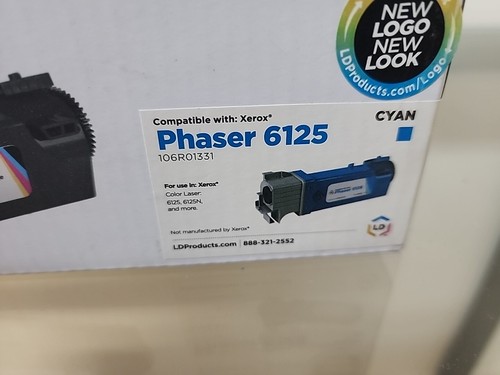 NEW
LOGO
NEW
LOOK
LDProducts.com/Logo
Compatible with: Xerox®
CYAN
Phaser 6125
106R01331
For use in: Xerox®
Color Laser:
6125, 6125N,
and more.
LD
Not manufactured by Xerox®
LDProducts.com | 888-321-2552